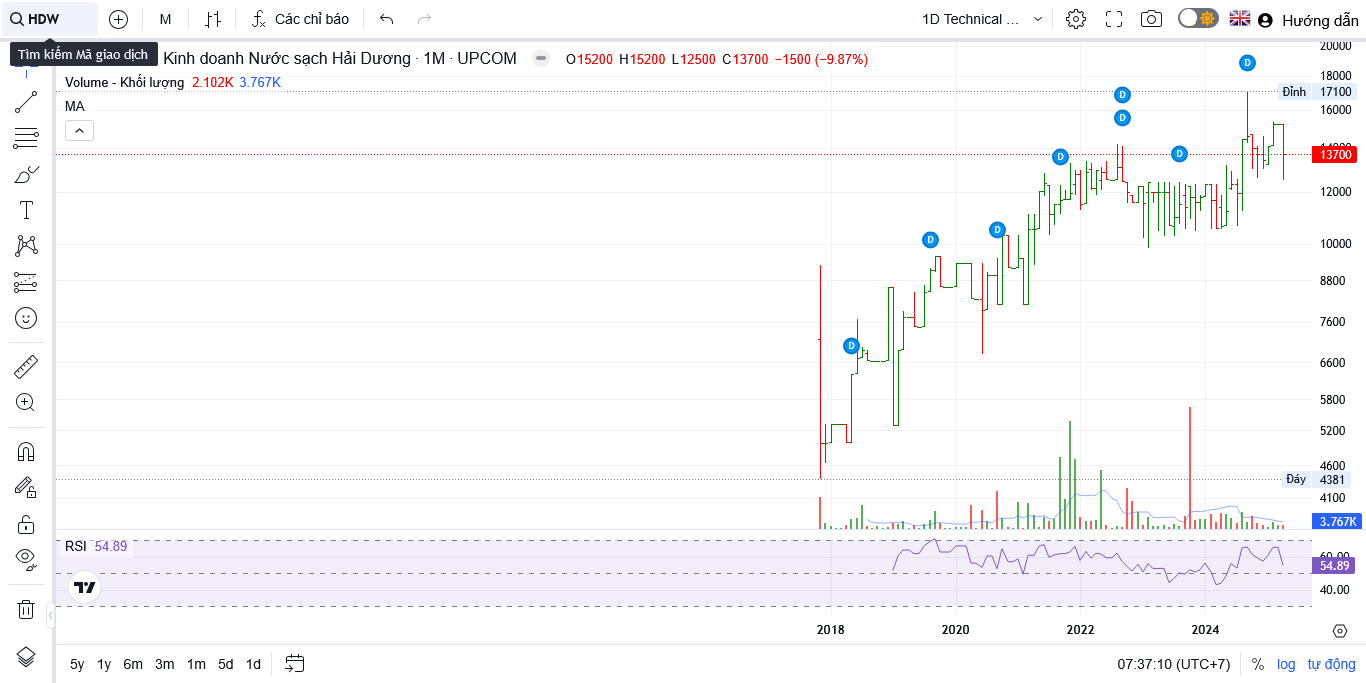 HDW M Các chỉ báo 1D Technical ... Hướng dẫn
Tìm kiếm Mã giao dịch
Kinh doanh Nước sạch Hải Dương · 1M · UPCOM O15200 H15200 L12500 C13700 −1500 (−9.87%)
Volume - Khối lượng 2.102K 3.767K
MA
D
D
D
D
D
D
D
D
20000
18000
Đỉnh 17100
16000
13700
12000
10000
8800
7600
6600
5800
5200
4600
Đáy 4381
4100
3.767K
RSI 54.89
60.00
54.89
40.00
2018 2020 2022 2024
5y 1y 6m 3m 1m 5d 1d 07:37:10 (UTC+7) % log tự động